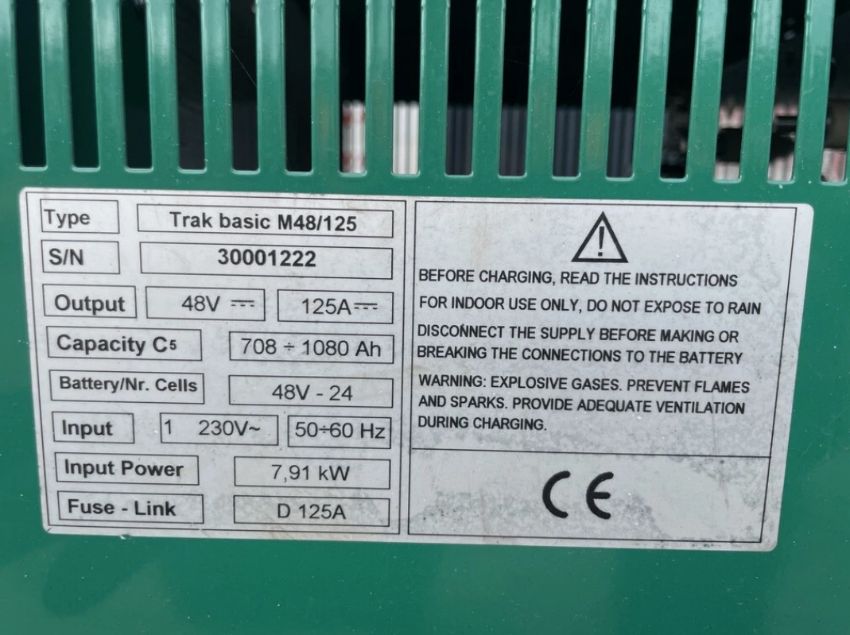 Type Trak basic M48/125
S/N 30001222
Output 48V 125A
Capacity C5 708 ÷ 1080 Ah
Battery/Nr. Cells 48V - 24
Input 1 230V~ 50÷60 Hz
Input Power 7,91 kW
Fuse - Link D 125A
BEFORE CHARGING, READ THE INSTRUCTIONS
FOR INDOOR USE ONLY, DO NOT EXPOSE TO RAIN
DISCONNECT THE SUPPLY BEFORE MAKING OR
BREAKING THE CONNECTIONS TO THE BATTERY
WARNING: EXPLOSIVE GASES. PREVENT FLAMES
AND SPARKS. PROVIDE ADEQUATE VENTILATION
DURING CHARGING.
CE